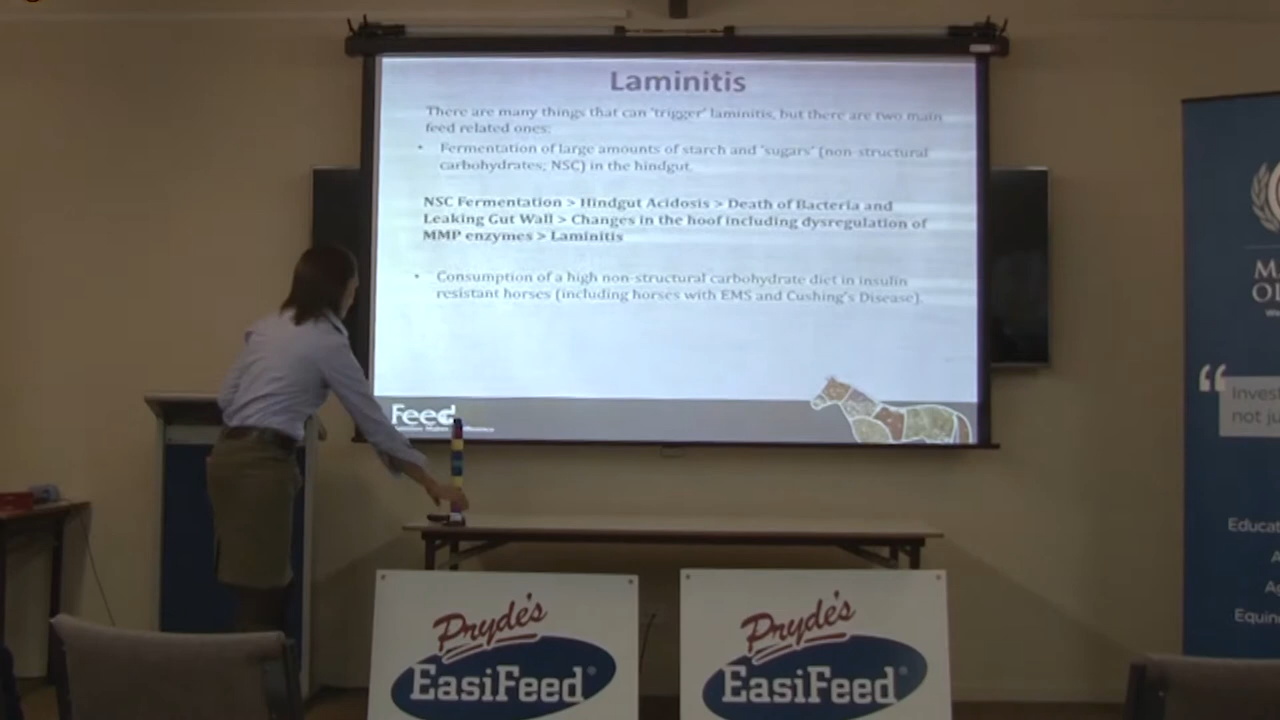 Laminitis
There are many things that can 'trigger' laminitis, but there are two main
feed related ones:
• Fermentation of large amounts of starch and 'sugars' (non-structural
carbohydrates; NSC) in the hindgut.
NSC Fermentation > Hindgut Acidosis > Death of Bacteria and
Leaking Gut Wall > Changes in the hoof including dysregulation of
MMP enzymes > Laminitis
• Consumption of a high non-structural carbohydrate diet in insulin
resistant horses (including horses with EMS and Cushing's Disease).
Feed
Pryde's
EasiFeed®
Pryde's
EasiFeed®
“
Educat
Equin